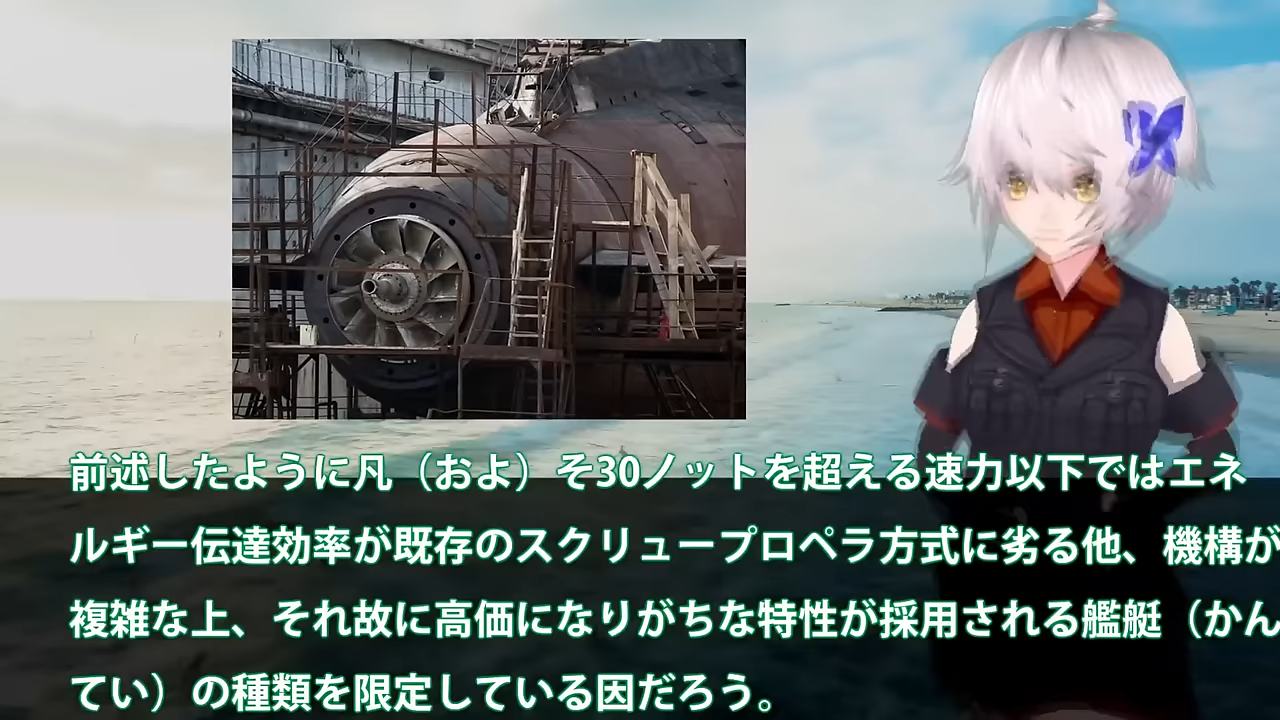 前述したように凡（およ）そ30ノットを超える速力以下ではエネ
ルギー伝達効率が既存のスクリュープロペラ方式に劣る他、機構が
複雑な上、それ故に高価になりがちな特性が採用される艦艇（かん
てい）の種類を限定している因だろう。